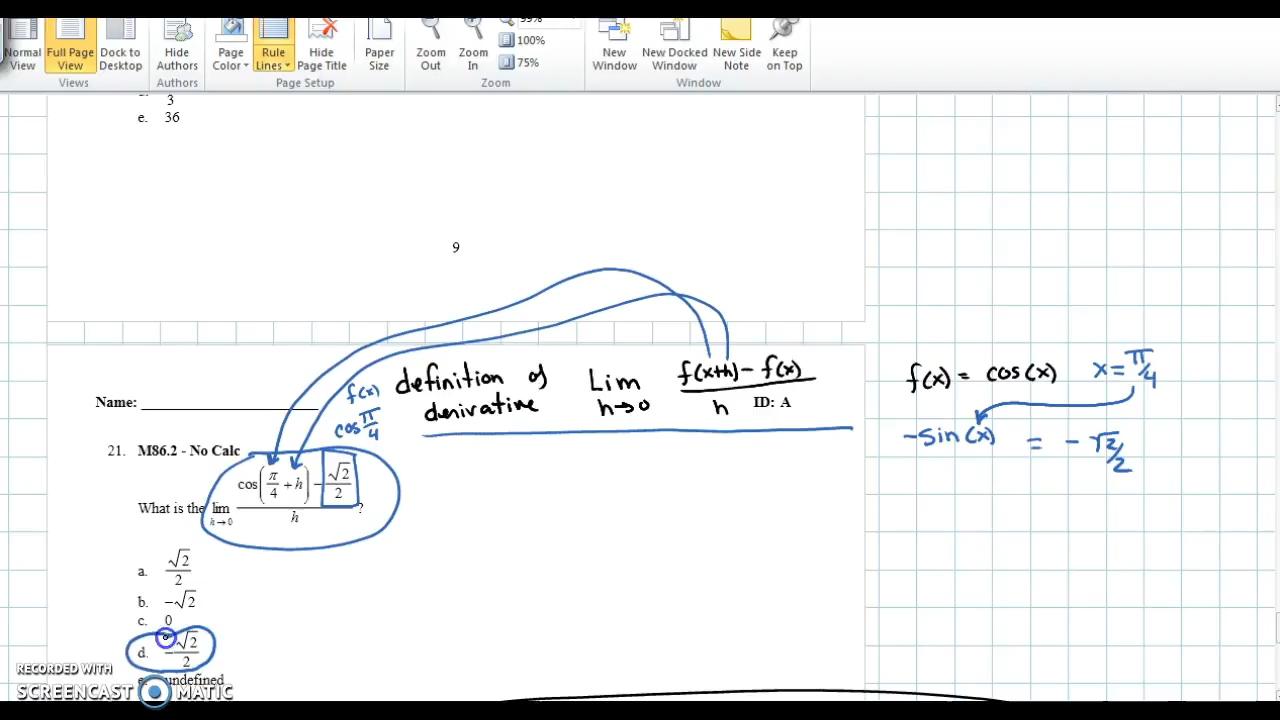 99%
Normal View
Full Page View
Dock to Desktop
Hide Authors
Page Color
Rule Lines
Hide Page Title
Paper Size
Zoom Out
Zoom In
100%
75%
New Window
New Docked Window
New Side Note
Keep on Top
Views
Authors
Page Setup
Zoom
Window
3
e. 36
9
definition of derivative
Lim h→0 f(x+h) - f(x) / h
f(x)
cos π/4
f(x) = cos(x) x = π/4
-sin(x) = - √2/2
Name: ____________________
ID: A
21. M86.2 - No Calc
What is the lim h→0 cos(π/4 + h) - √2/2 / h ?
a. √2/2
b. -√2
c. 0
d. -√2/2
e. undefined
RECORDED WITH
SCREENCAST MATIC